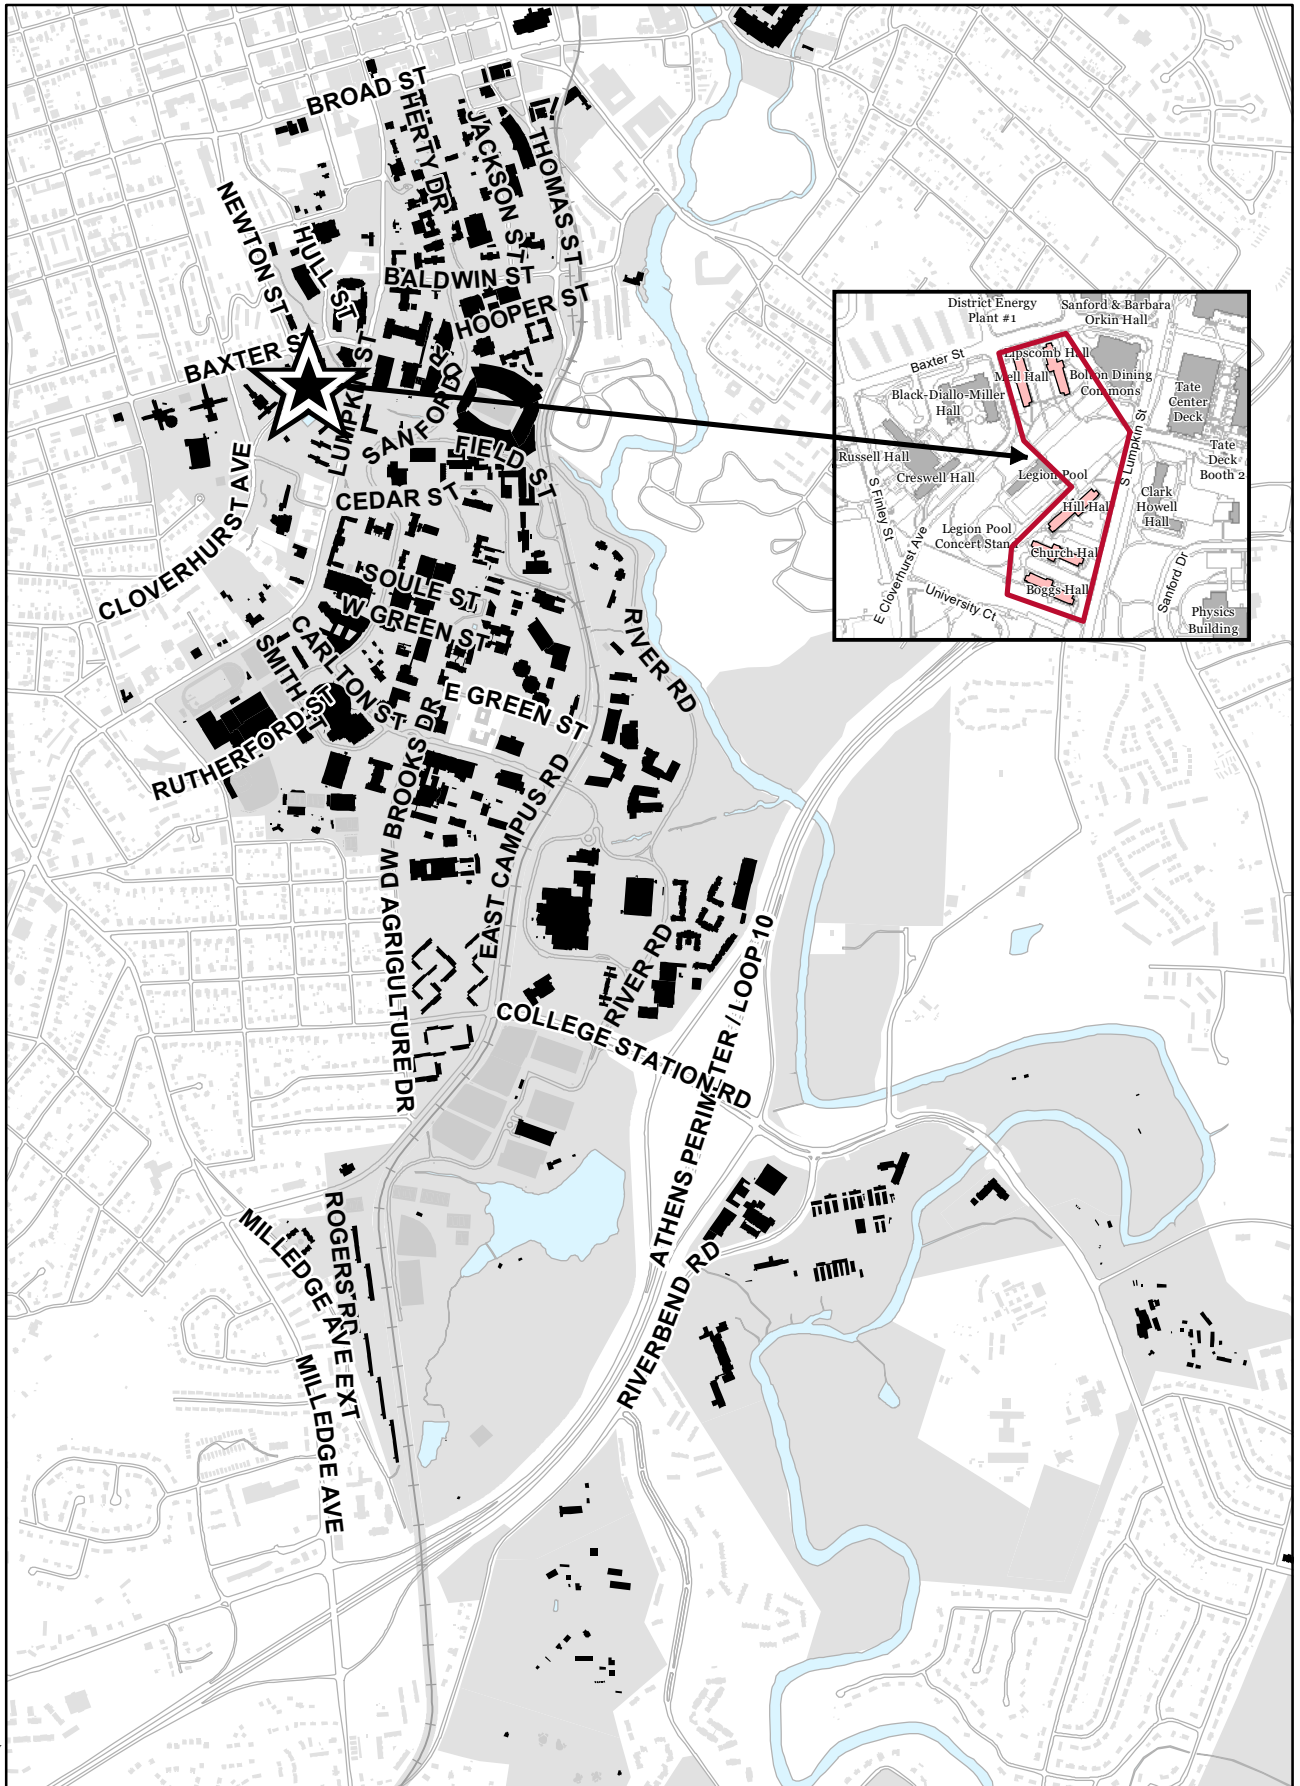 BROAD ST
HERTY DR
JACKSON ST
THOMAS ST
NEWTON ST
HULL ST
BALDWIN ST
HOOPER ST
BAXTER S
LUMPKIN ST
SANFORD DR
FIELD ST
CEDAR ST
CLOVERHURST AVE
SOULE ST
W GREEN ST
CARLTON ST
SMITH ST
RUTHERFORD ST
E GREEN ST
RIVER RD
DW BROOKS DR
EAST CAMPUS RD
AGRIGULTURE DR
RIVER RD
COLLEGE STATION RD
ATHENS PERIMETER / LOOP 10
RIVERBEND RD
ROGERS RD
MILLEDGE AVE EXT
MILLEDGE AVE
District Energy
Plant #1
Sanford & Barbara
Orkin Hall
Baxter St
Lipscomb Hall
Mell Hall
Bolton Dining
Commons
Black-Diallo-Miller
Hall
Tate
Center
Deck
Russell Hall
Creswell Hall
Legion Pool
S Lumpkin St
Tate
Deck
Booth 2
S Finley St
Hill Hall
Clark
Howell
Hall
Legion Pool
Concert Stand
Church Hall
E Cloverhurst Ave
University Ct
Boggs Hall
Sanford Dr
Physics
Building